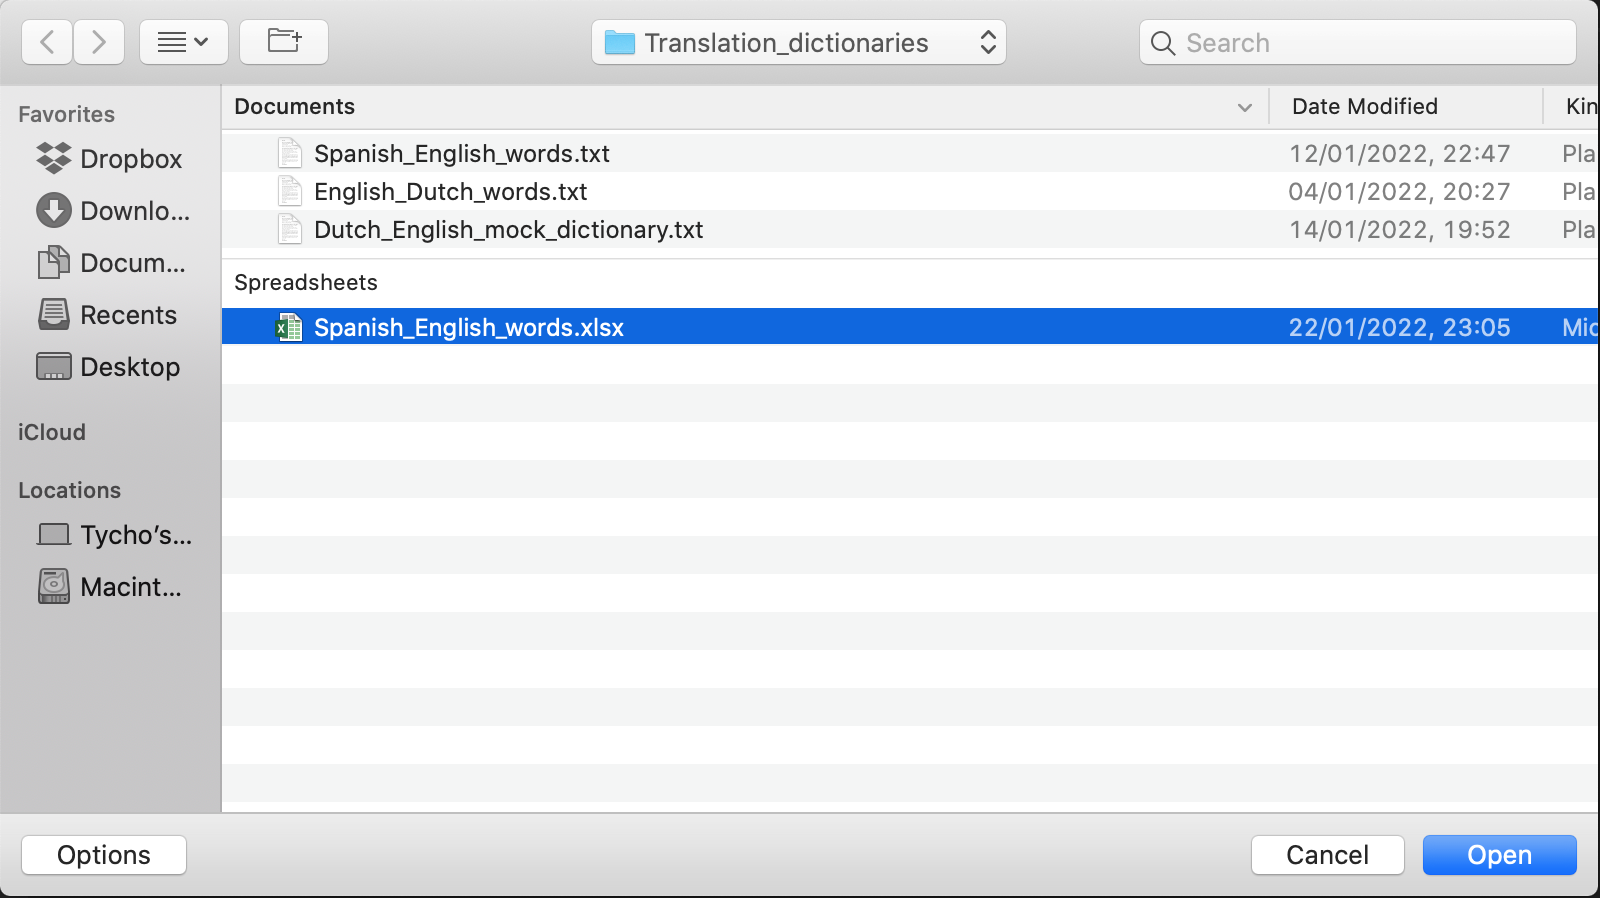 Translation_dictionaries
Search
Favorites
Dropbox
Downlo...
Docum...
Recents
Desktop
iCloud
Locations
Tycho's...
Macint...
Documents Date Modified Kin
Spanish_English_words.txt 12/01/2022, 22:47 Pla
English_Dutch_words.txt 04/01/2022, 20:27 Pla
Dutch_English_mock_dictionary.txt 14/01/2022, 19:52 Pla
Spreadsheets
Spanish_English_words.xlsx 22/01/2022, 23:05 Mic
Options
Cancel
Open